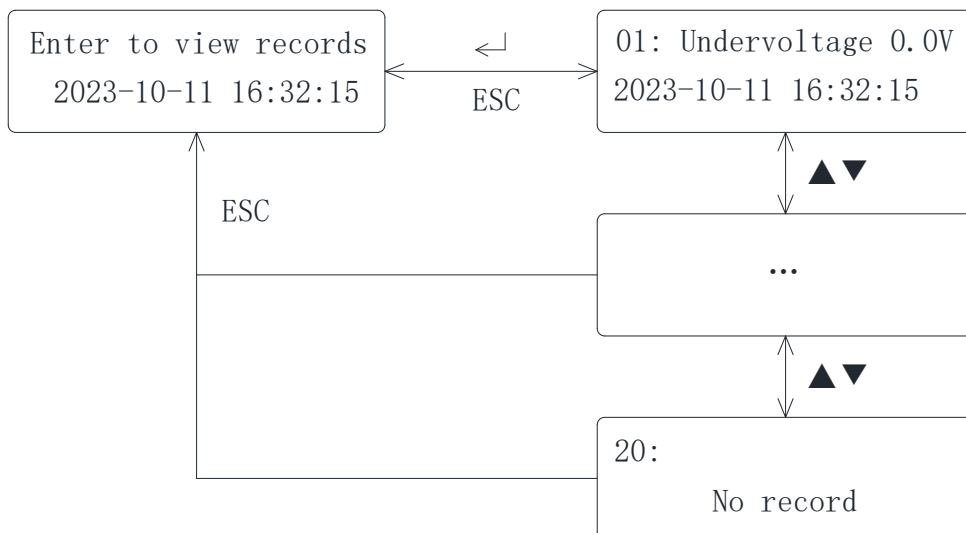 Enter to view records
2023-10-11 16:32:15
↵
ESC
01: Undervoltage 0.0V
2023-10-11 16:32:15
▲▼
ESC
...
▲▼
20:
No record